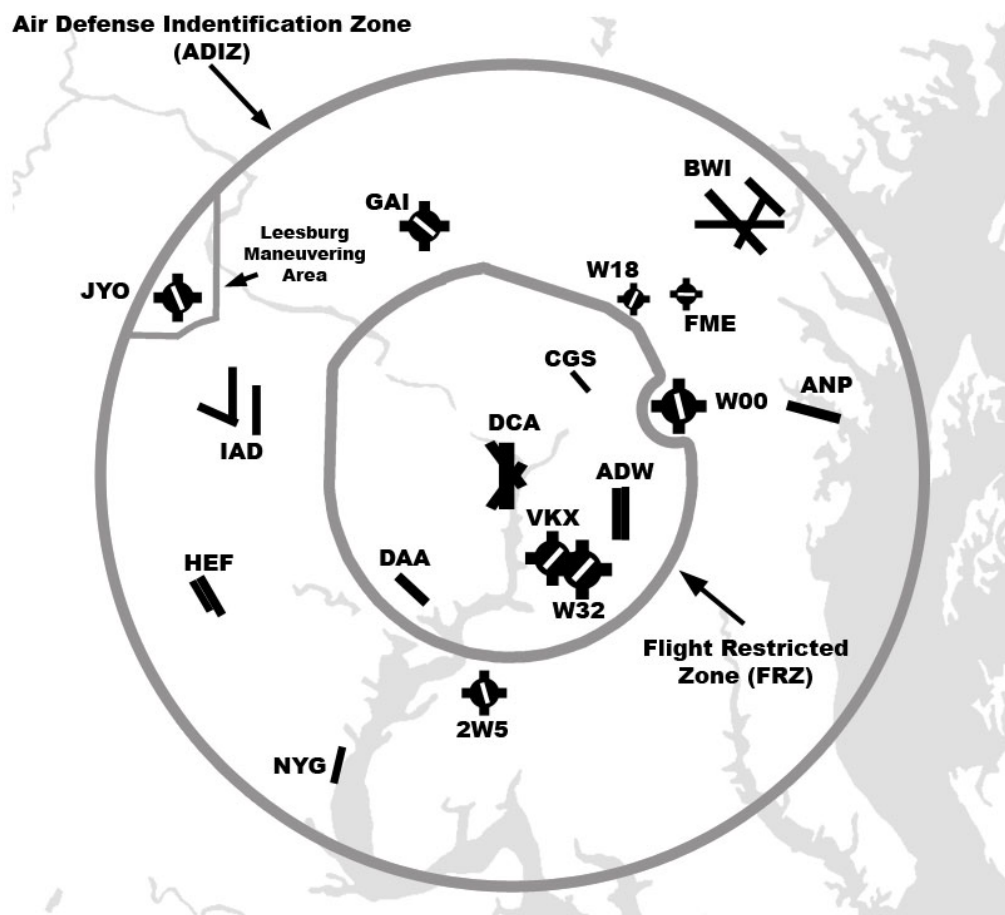 Air Defense Indentification Zone
(ADIZ)
BWI
GAI
Leesburg
Maneuvering
Area
W18
JYO
FME
CGS
ANP
W00
DCA
IAD
ADW
VKX
DAA
HEF
W32
Flight Restricted
Zone (FRZ)
2W5
NYG